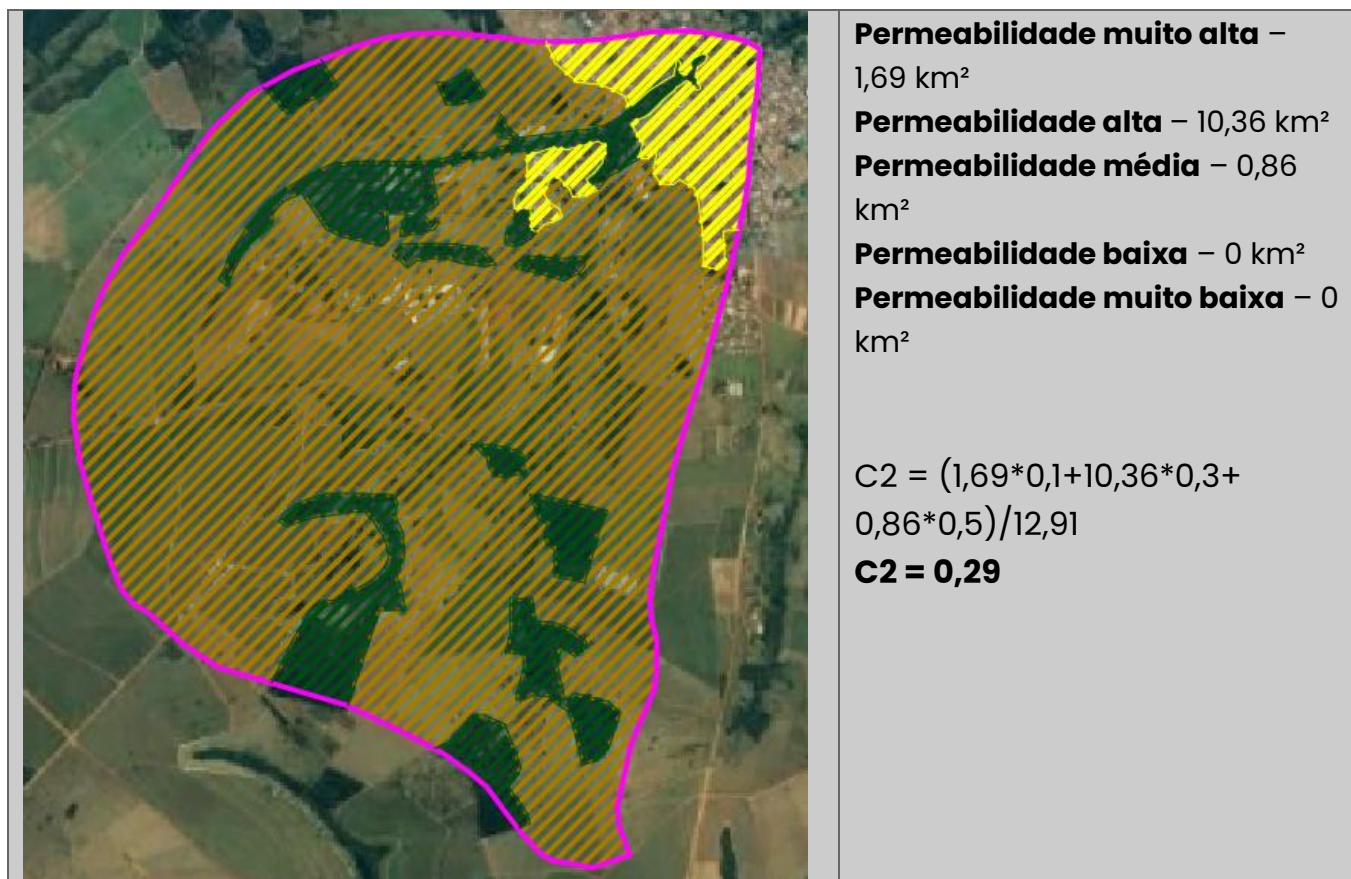 Permeabilidade muito alta –
1,69 km²
Permeabilidade alta – 10,36 km²
Permeabilidade média – 0,86
km²
Permeabilidade baixa – 0 km²
Permeabilidade muito baixa – 0
km²
C2 = (1,69*0,1+10,36*0,3+
0,86*0,5)/12,91
C2 = 0,29